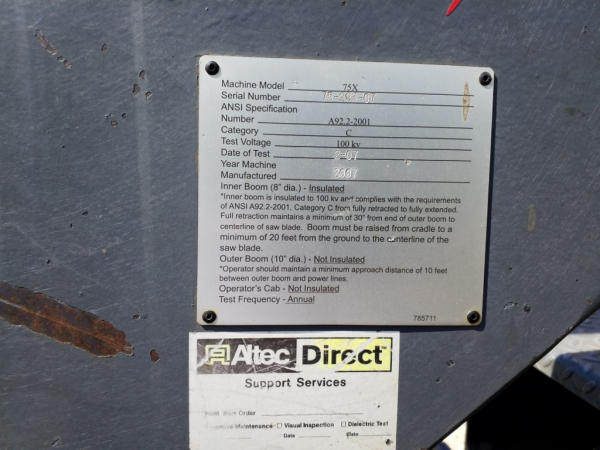 Machine Model 75X
Serial Number
ANSI Specification
Number A92.2-2001
Category C
Test Voltage 100 kv
Date of Test 2-07
Year Machine
Manufactured 2007
Inner Boom (8" dia.) - Insulated
*Inner boom is insulated to 100 kv and complies with the requirements
of ANSI A92.2-2001, Category C from fully retracted to fully extended.
Full retraction maintains a minimum of 30" from end of outer boom to
centerline of saw blade. Boom must be raised from cradle to a
minimum of 20 feet from the ground to the centerline of the
saw blade.
Outer Boom (10" dia.) - Not Insulated
*Operator should maintain a minimum approach distance of 10 feet
between outer boom and power lines.
Operator's Cab - Not Insulated
Test Frequency - Annual
785711
Altec Direct
Support Services
Work Order
Maintenance □ Visual Inspection □ Dielectric Test
Date Date